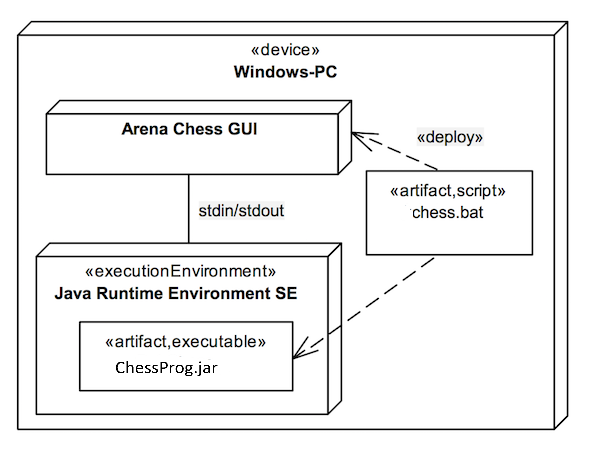 «device»
Windows-PC
Arena Chess GUI
«deploy»
«artifact,script»
chess.bat
stdin/stdout
«executionEnvironment»
Java Runtime Environment SE
«artifact,executable»
ChessProg.jar